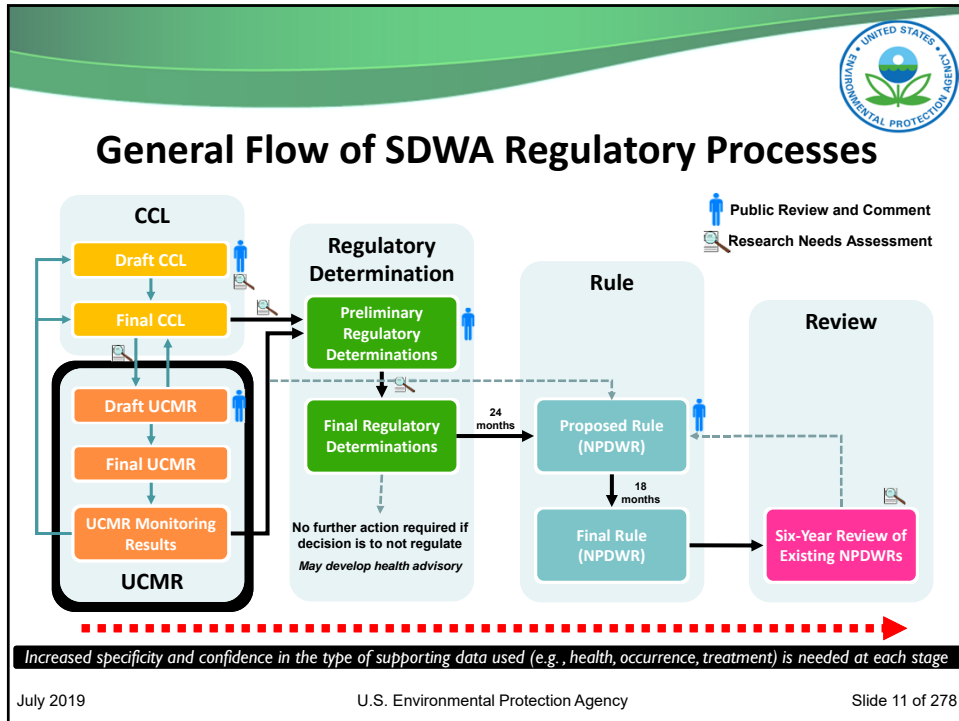 UNITED STATES
ENVIRONMENTAL PROTECTION AGENCY
General Flow of SDWA Regulatory Processes
Public Review and Comment
Research Needs Assessment
CCL
Draft CCL
Final CCL
Draft UCMR
Final UCMR
UCMR Monitoring
Results
UCMR
Regulatory
Determination
Preliminary
Regulatory
Determinations
Final Regulatory
Determinations
No further action required if
decision is to not regulate
May develop health advisory
24
months
Rule
Proposed Rule
(NPDWR)
18
months
Final Rule
(NPDWR)
Review
Six-Year Review of
Existing NPDWRs
Increased specificity and confidence in the type of supporting data used (e.g., health, occurrence, treatment) is needed at each stage
July 2019
U.S. Environmental Protection Agency
Slide 11 of 278